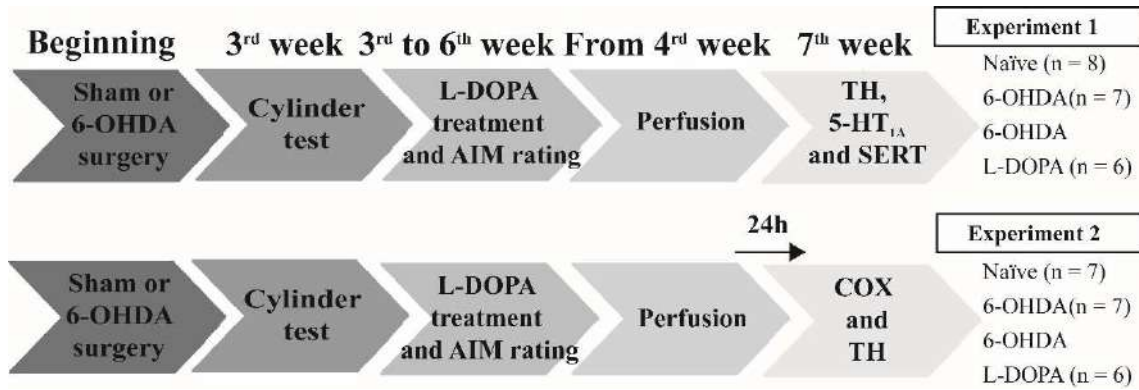 Beginning 3rd week 3rd to 6th week From 4rd week 7th week
Experiment 1
Sham or
6-OHDA
surgery
Cylinder
test
L-DOPA
treatment
and AIM rating
Perfusion
TH,
5-HT1A
and SERT
Naïve (n = 8)
6-OHDA(n = 7)
6-OHDA
L-DOPA (n = 6)
24h
Experiment 2
Sham or
6-OHDA
surgery
Cylinder
test
L-DOPA
treatment
and AIM rating
Perfusion
COX
and
TH
Naïve (n = 7)
6-OHDA(n = 7)
6-OHDA
L-DOPA (n = 6)